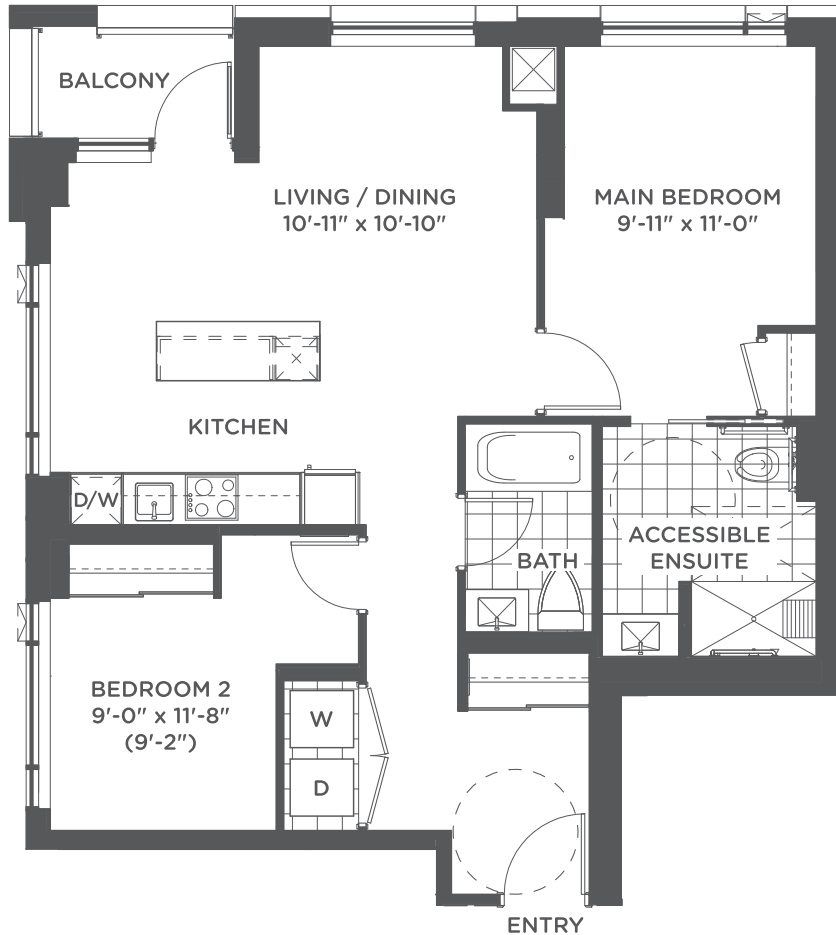 BALCONY
LIVING / DINING
10'-11" x 10'-10"
MAIN BEDROOM
9'-11" x 11'-0"
KITCHEN
D/W
BATH
ACCESSIBLE
ENSUITE
BEDROOM 2
9'-0" x 11'-8"
(9'-2")
W
D
ENTRY